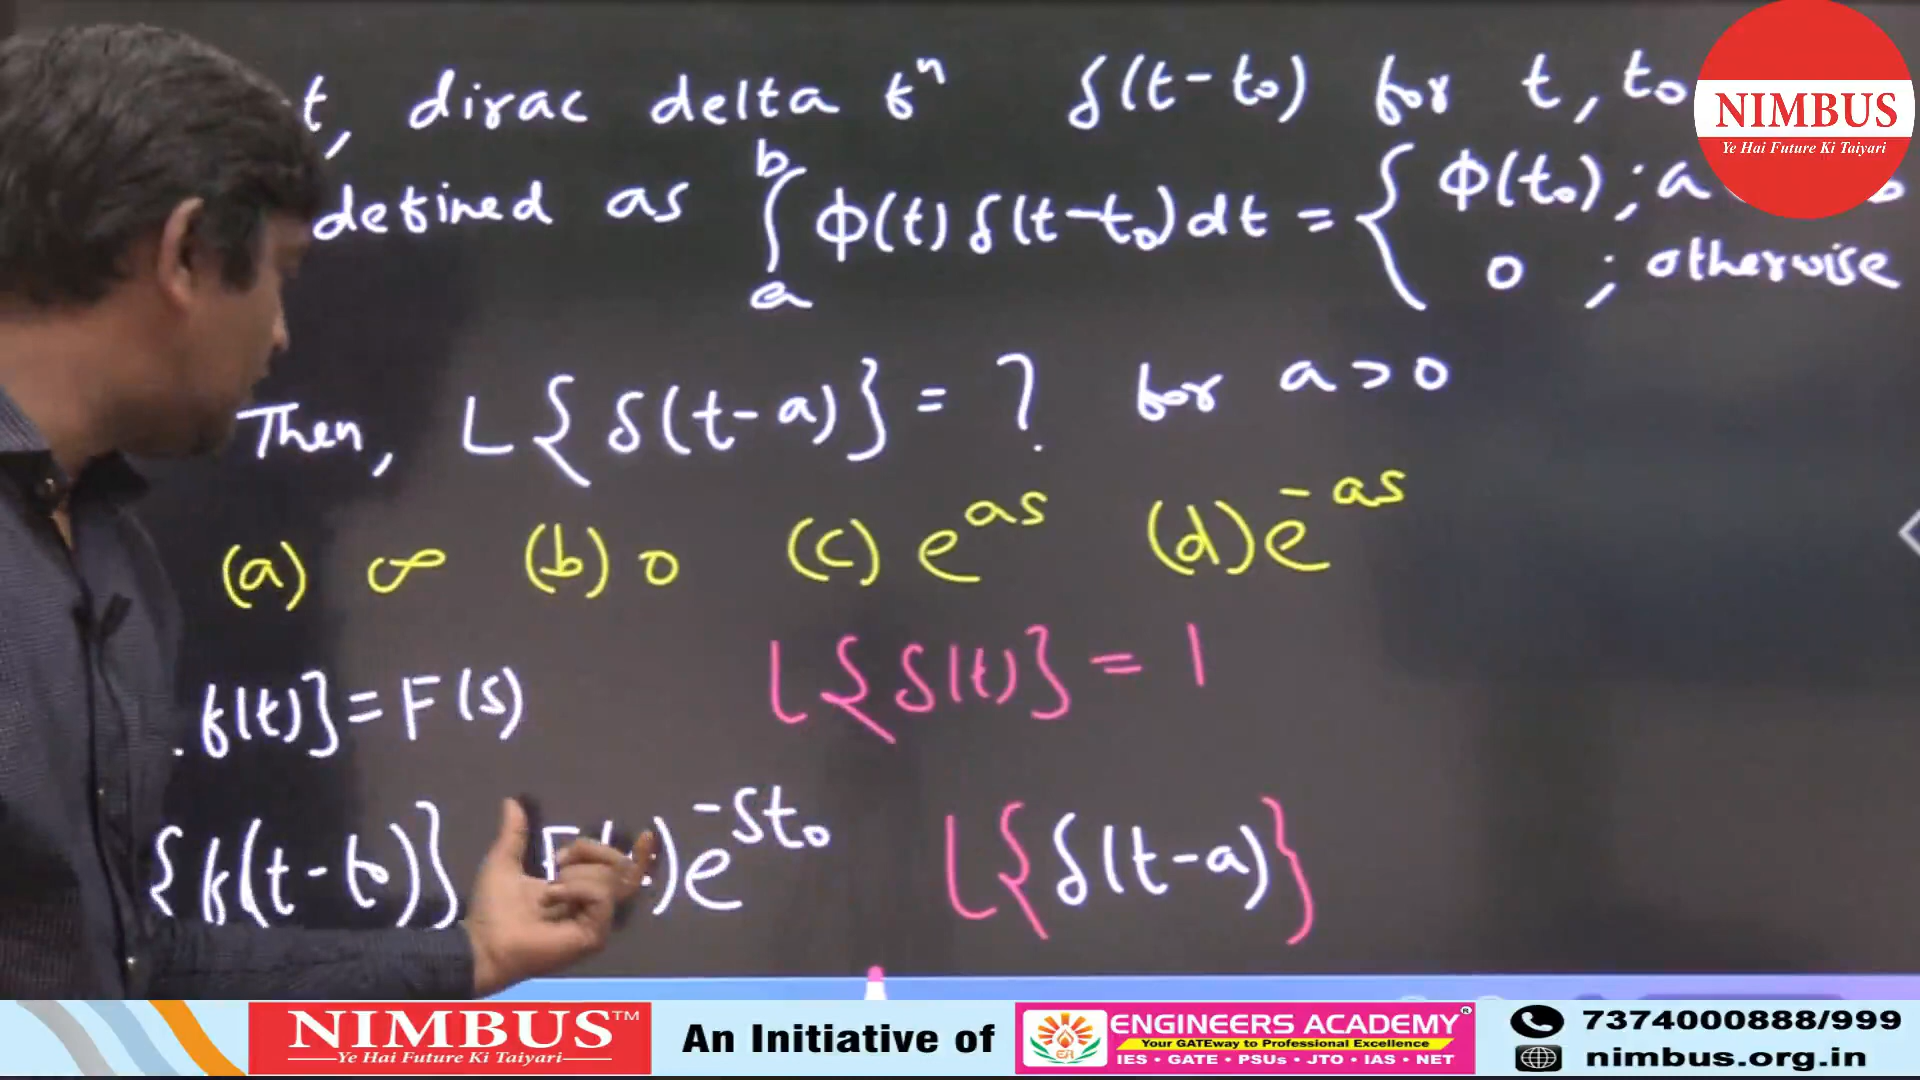 t, dirac delta fⁿ δ(t-t₀) for t, t₀
defined as ∫ₐᵇ φ(t) δ(t-t₀) dt = { φ(t₀) ; a
0 ; otherwise
Then, L{δ(t-a)} = ? for a > 0
(a) ∞ (b) 0 (c) e^{as} (d) e^{-as}
f(t)} = F(s) L{δ(t)} = 1
{f(t-t₀)} F( )e^{-st₀} L{δ(t-a)}
NIMBUS
Ye Hai Future Ki Taiyari
NIMBUS™
Ye Hai Future Ki Taiyari
An Initiative of
ENGINEERS ACADEMY®
Your GATEway to Professional Excellence
IES • GATE • PSUs • JTO • IAS • NET
7374000888/999
nimbus.org.in